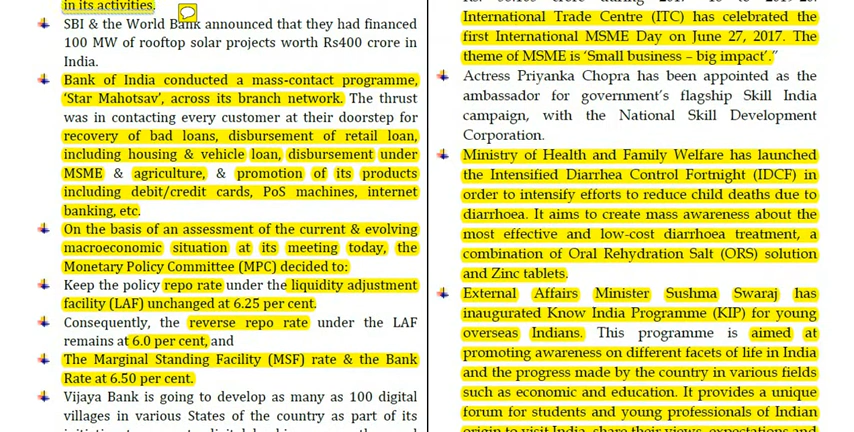 in its activities.
SBI & the World Bank announced that they had financed
100 MW of rooftop solar projects worth Rs400 crore in
India.
Bank of India conducted a mass-contact programme,
‘Star Mahotsav’, across its branch network. The thrust
was in contacting every customer at their doorstep for
recovery of bad loans, disbursement of retail loan,
including housing & vehicle loan, disbursement under
MSME & agriculture, & promotion of its products
including debit/credit cards, PoS machines, internet
banking, etc.
On the basis of an assessment of the current & evolving
macroeconomic situation at its meeting today, the
Monetary Policy Committee (MPC) decided to:
Keep the policy repo rate under the liquidity adjustment
facility (LAF) unchanged at 6.25 per cent.
Consequently, the reverse repo rate under the LAF
remains at 6.0 per cent, and
The Marginal Standing Facility (MSF) rate & the Bank
Rate at 6.50 per cent.
Vijaya Bank is going to develop as many as 100 digital
villages in various States of the country as part of its
International Trade Centre (ITC) has celebrated the
first International MSME Day on June 27, 2017. The
theme of MSME is ‘Small business – big impact’.”
Actress Priyanka Chopra has been appointed as the
ambassador for government’s flagship Skill India
campaign, with the National Skill Development
Corporation.
Ministry of Health and Family Welfare has launched
the Intensified Diarrhea Control Fortnight (IDCF) in
order to intensify efforts to reduce child deaths due to
diarrhoea. It aims to create mass awareness about the
most effective and low-cost diarrhoea treatment, a
combination of Oral Rehydration Salt (ORS) solution
and Zinc tablets.
External Affairs Minister Sushma Swaraj has
inaugurated Know India Programme (KIP) for young
overseas Indians. This programme is aimed at
promoting awareness on different facets of life in India
and the progress made by the country in various fields
such as economic and education. It provides a unique
forum for students and young professionals of Indian
origin to visit India, share their views, expectations and